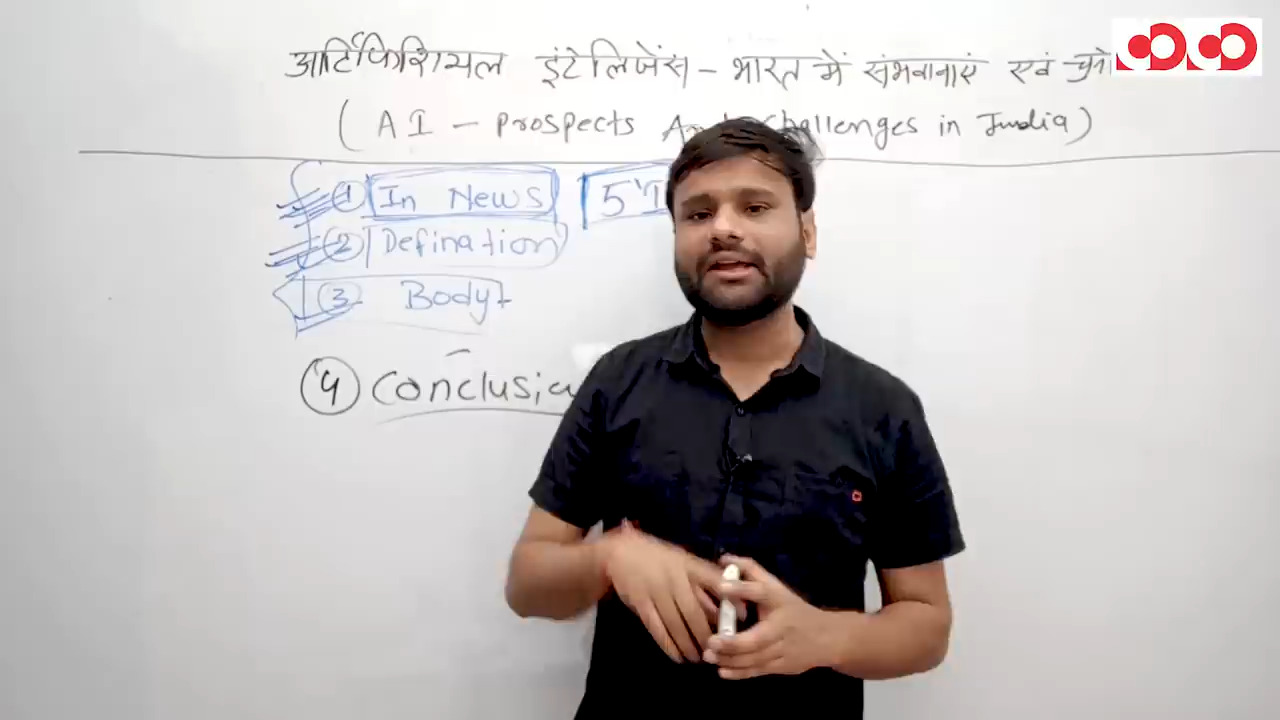 आर्टिफिशियल इंटेलिजेंस - भारत में संभवानाएं एवं
(AI - Prospects And Challenges in India)
① In News 5'I
② Defination
③ Body
④ Conclusion